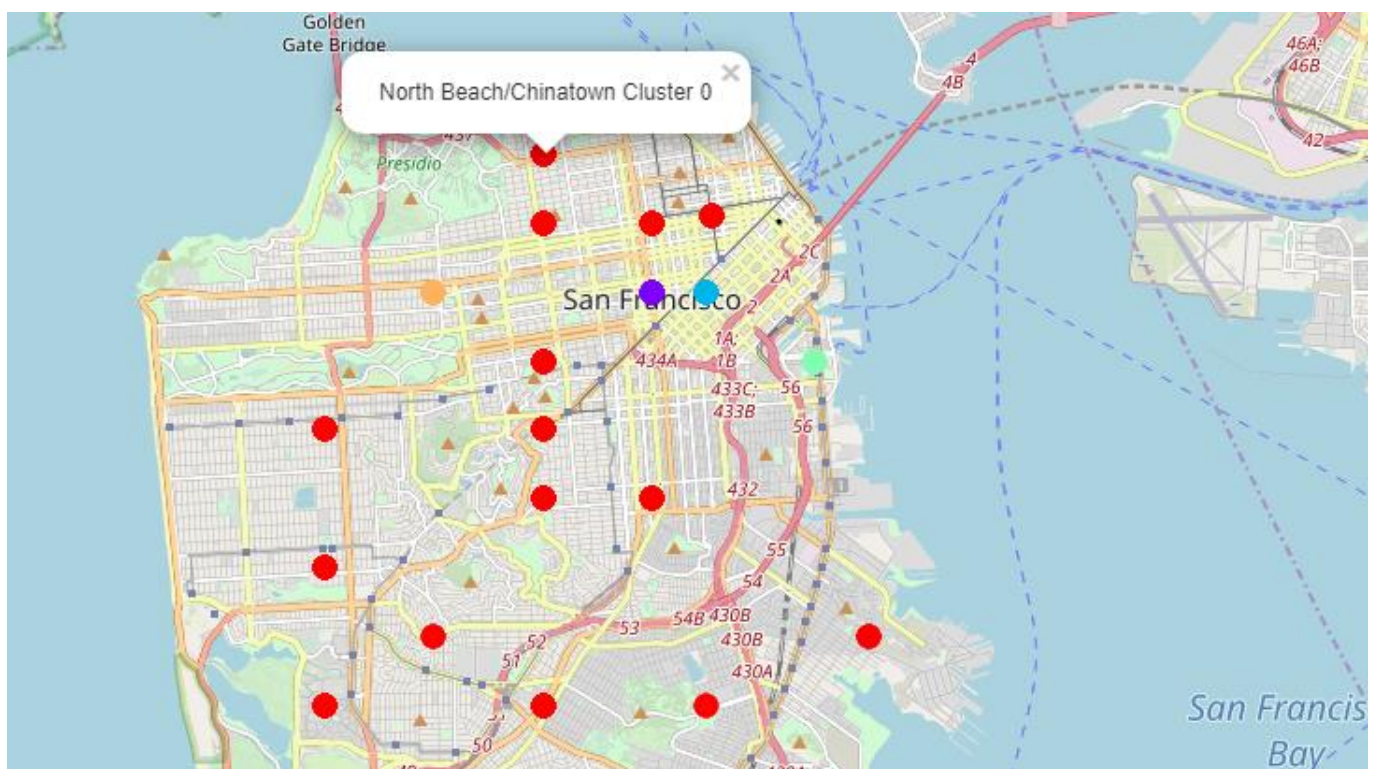 Golden
Gate Bridge
North Beach/Chinatown Cluster 0
×
46A;
46B
4
4B
42
437
Presidio
2C
2A
San Francisco
2
1A;
1B
434A
433C;
433B
56
56
432
55
54
54B
430B
53
430B
52
51
430A
50
San Francis
Bay